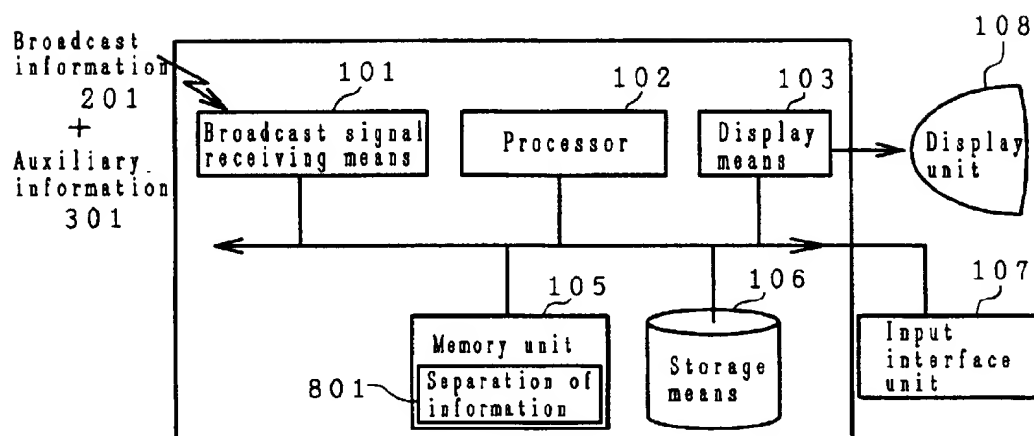 Broadcast
information
201
+
Auxiliary
information
301
101
Broadcast signal
receiving means
102
Processor
103
Display
means
108
Display
unit
105
Memory unit
801
Separation of
information
106
Storage
means
107
Input
interface
unit